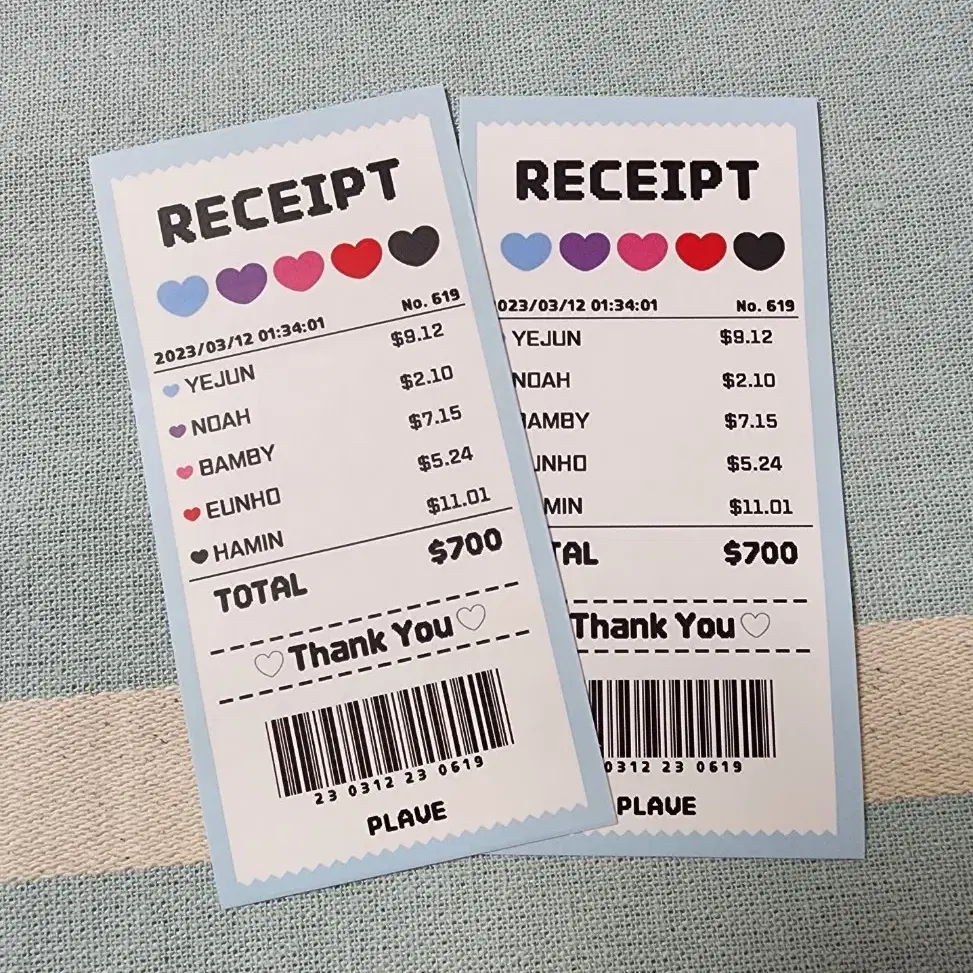 RECEIPT
2023/03/12 01:34:01 No. 619
YEJUN $9.12
NOAH $2.10
BAMBY $7.15
EUNHO $5.24
HAMIN $11.01
TOTAL $700
Thank You
23 0312 23 0619
PLAVE
RECEIPT
023/03/12 01:34:01 No. 619
YEJUN $9.12
NOAH $2.10
AMBY $7.15
UNHO $5.24
MIN $11.01
TAL $700
Thank You
0312 23 0619
PLAVE